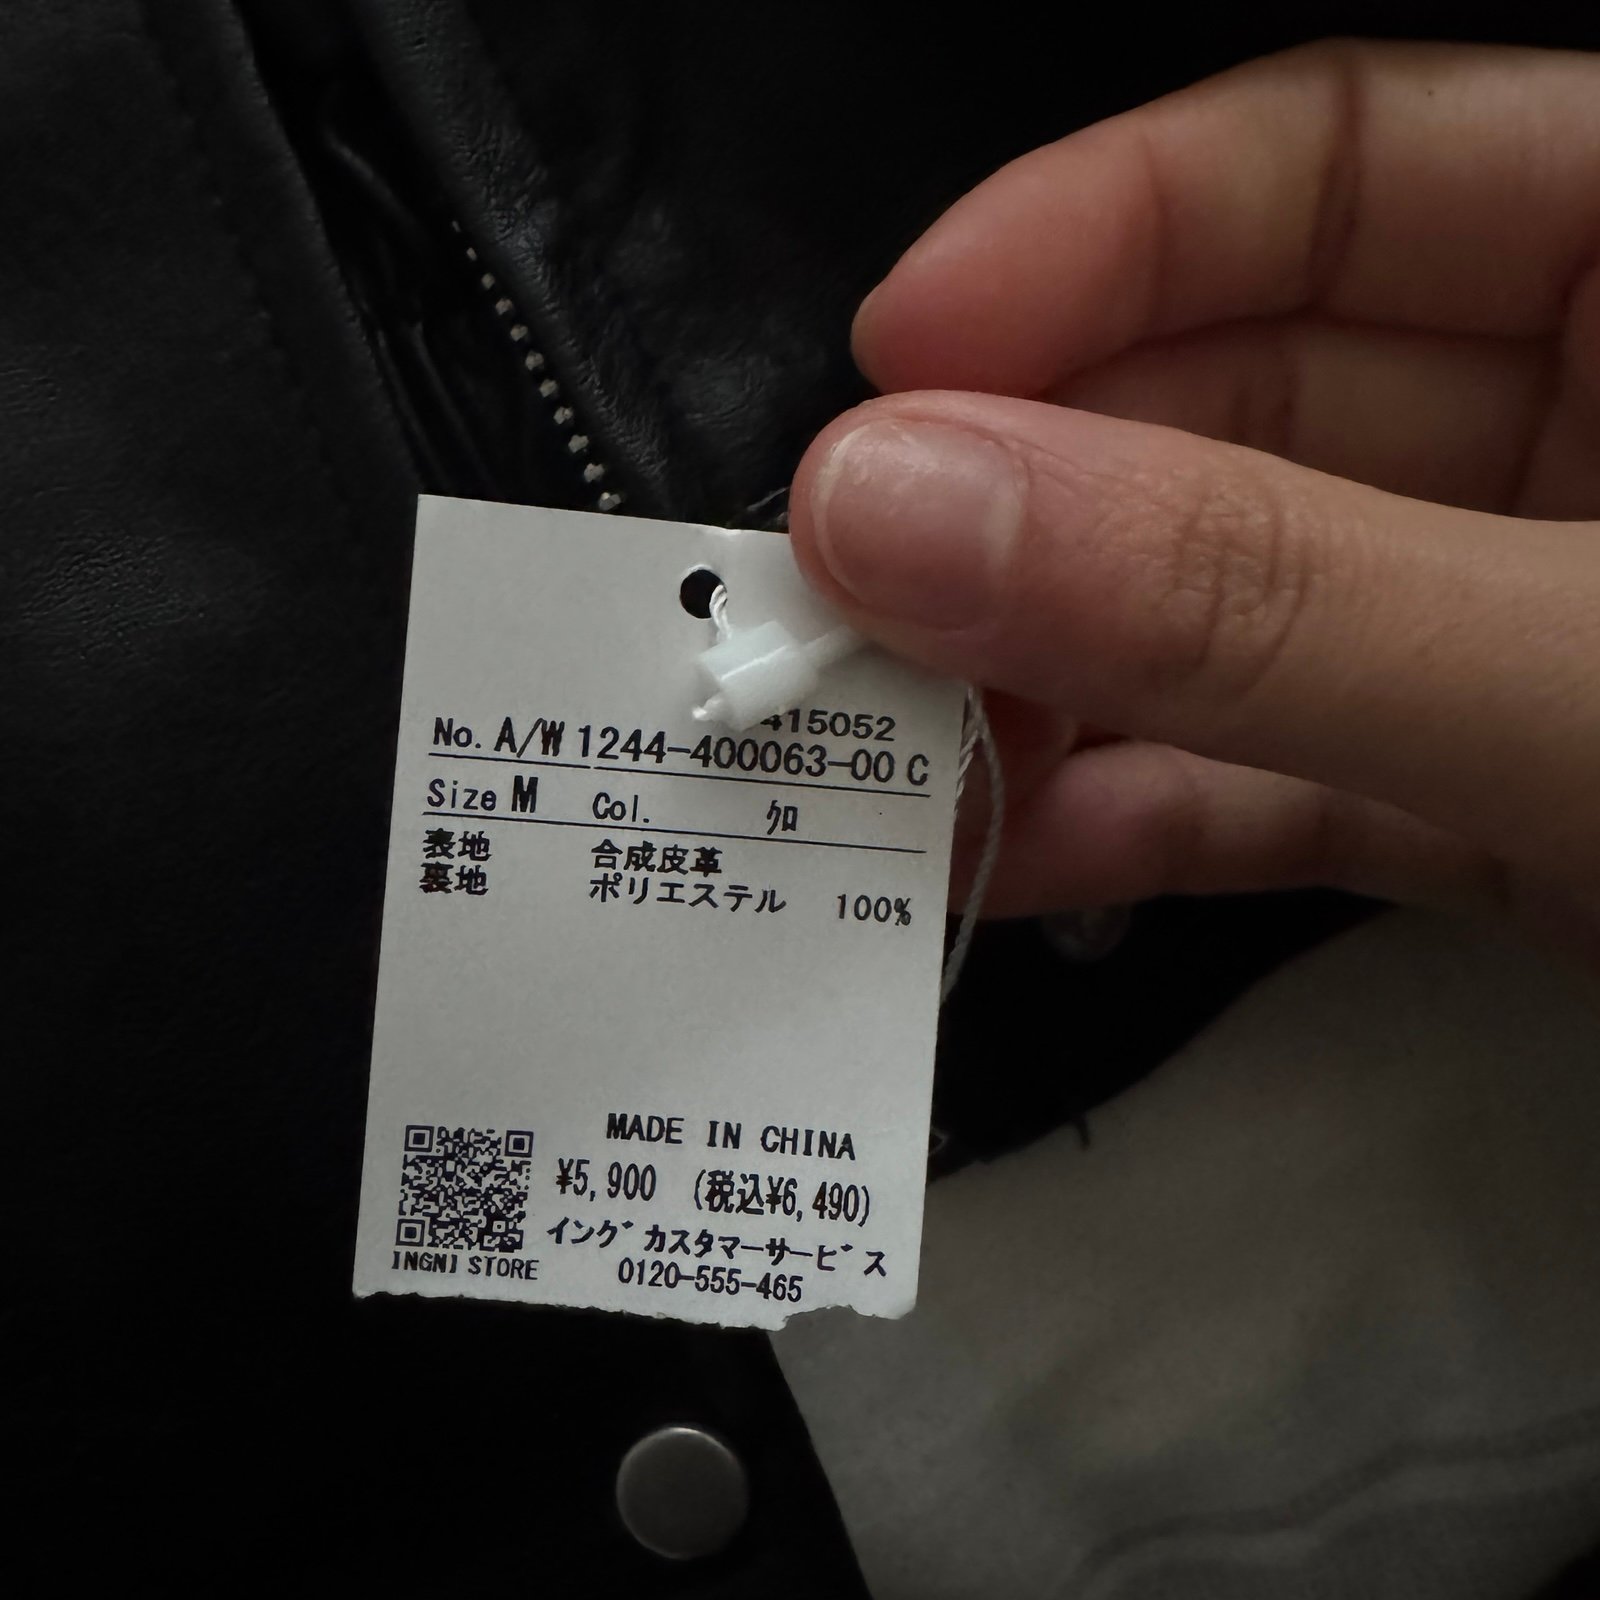 415052
No. A/W 1244-400063-00 C
Size M Col. クロ
表地 合成皮革
裏地 ポリエステル 100%
MADE IN CHINA
¥5,900 (税込¥6,490)
イング カスタマーサービス
INGNI STORE
0120-555-465